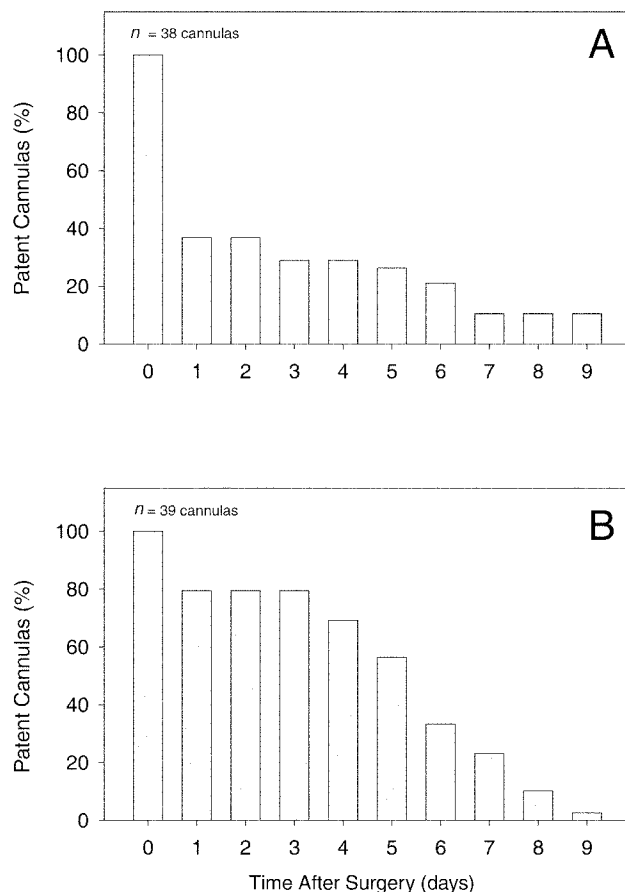 n = 38 cannulas
A
100
80
60
40
20
0
Patent Cannulas (%)
0 1 2 3 4 5 6 7 8 9
n = 39 cannulas
B
100
80
60
40
20
0
Patent Cannulas (%)
0 1 2 3 4 5 6 7 8 9
Time After Surgery (days)